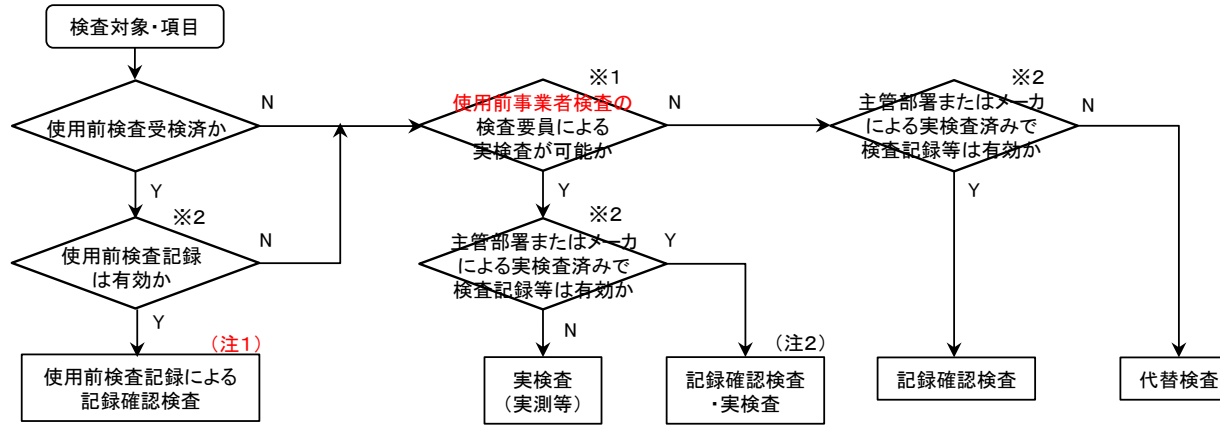 検査対象・項目
使用前検査受検済か
N
Y
※2
使用前検査記録
は有効か
N
Y
(注1)
使用前検査記録による
記録確認検査
※1
使用前事業者検査の
検査要員による
実検査が可能か
N
Y
※2
主管部署またはメーカ
による実検査済みで
検査記録等は有効か
Y
N
実検査
(実測等)
(注2)
記録確認検査
・実検査
※2
主管部署またはメーカ
による実検査済みで
検査記録等は有効か
N
Y
記録確認検査
代替検査